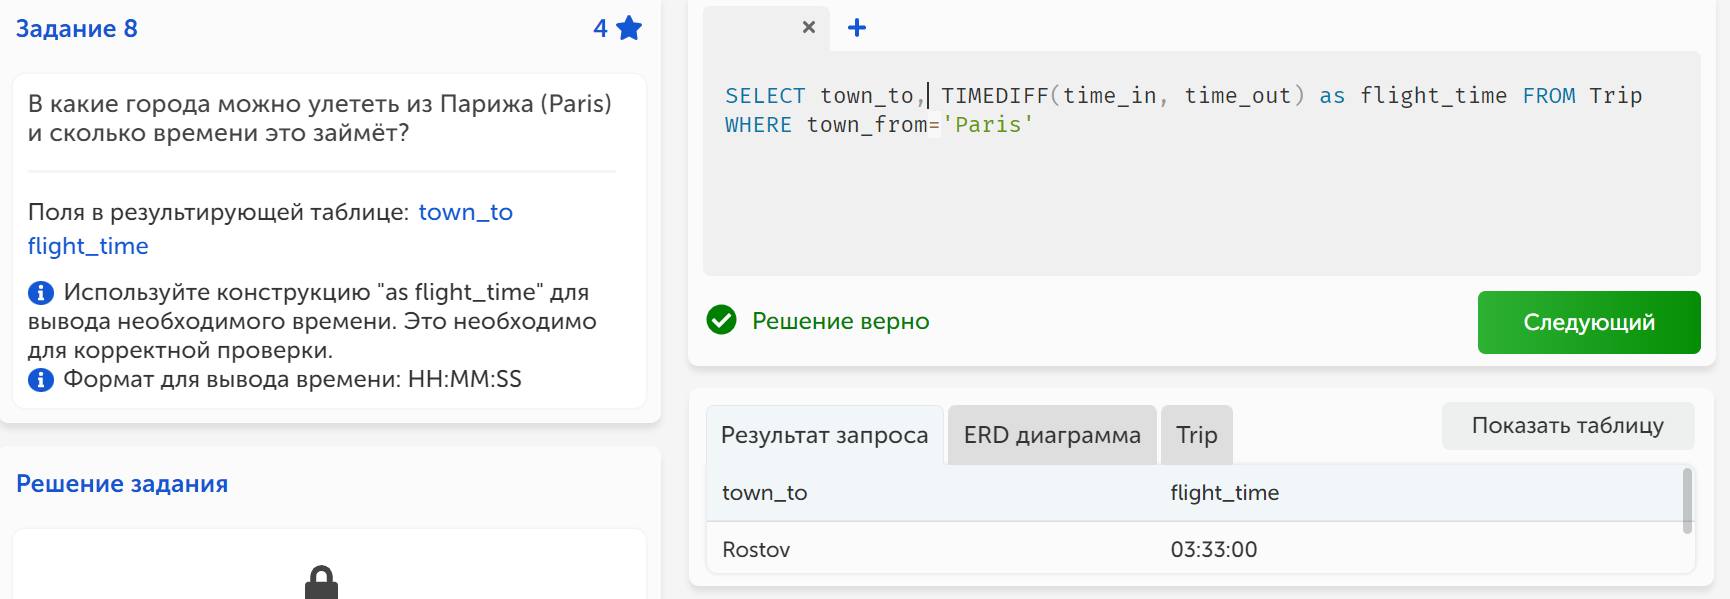 Задание 8
4
В какие города можно улететь из Парижа (Paris)
и сколько времени это займёт?
Поля в результирующей таблице: town_to
flight_time
Используйте конструкцию "as flight_time" для
вывода необходимого времени. Это необходимо
для корректной проверки.
Формат для вывода времени: HH:MM:SS
Решение задания
SELECT town_to, TIMEDIFF(time_in, time_out) as flight_time FROM Trip
WHERE town_from='Paris'
Решение верно
Следующий
Результат запроса
ERD диаграмма
Trip
Показать таблицу
town_to flight_time
Rostov 03:33:00